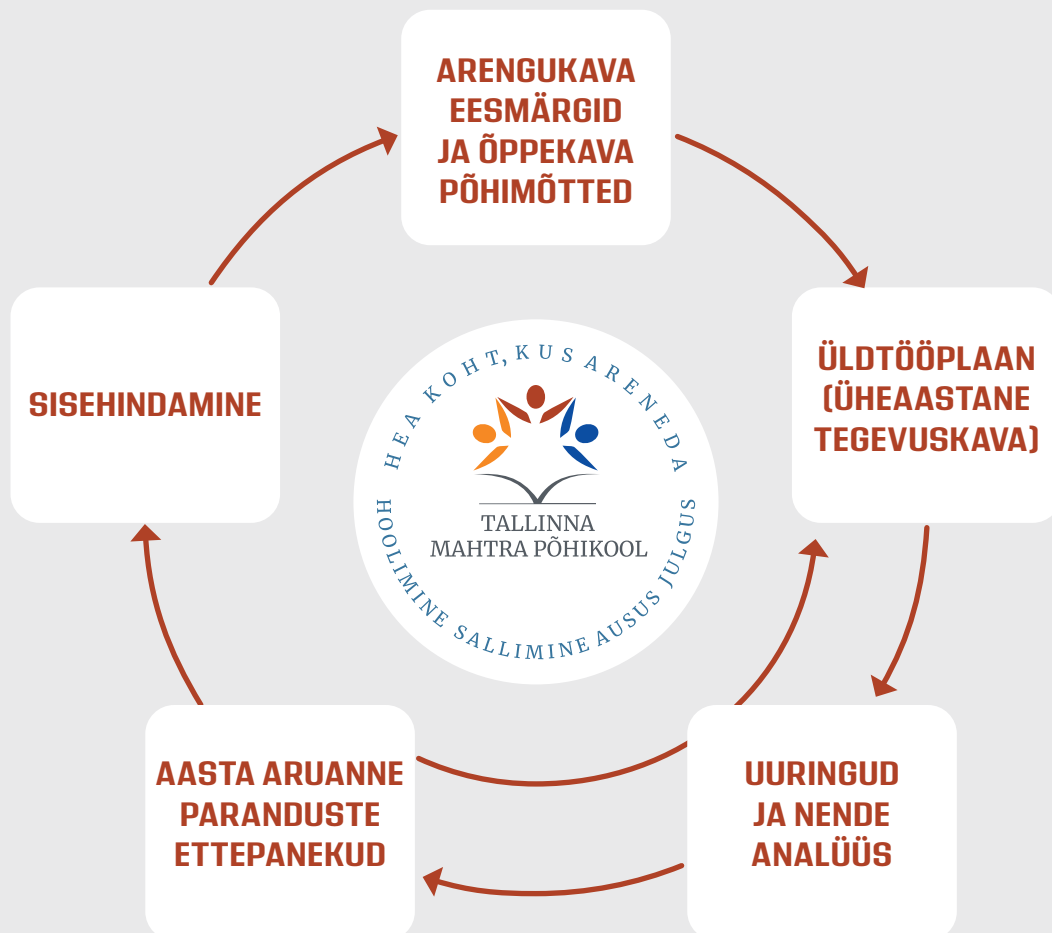 ARENGUKAVA
EESMÄRGID
JA ÕPPEKAVA
PÕHIMÕTTED
ÜLDTÖÖPLAAN
(ÜHEAASTANE
TEGEVUSKAVA)
SISEHINDAMINE
HEA KOHT, KUS ARENEDA
TALLINNA
MAHTRA PÕHIKOOL
HOOLIMINE SALLIMINE AUSUS JULGUS
AASTA ARUANNE
PARANDUSTE
ETTEPANEKUD
UURINGUD
JA NENDE
ANALÜÜS